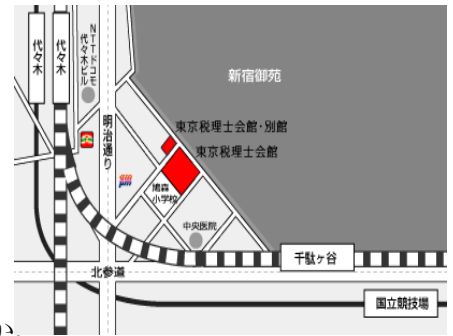 代々木
代々木
NTTドコモ
代々木ビル
新宿御苑
明治通り
東京税理士会館・別館
東京税理士会館
am
pm
鳩森
小学校
中央医院
千駄ヶ谷
北参道
国立競技場